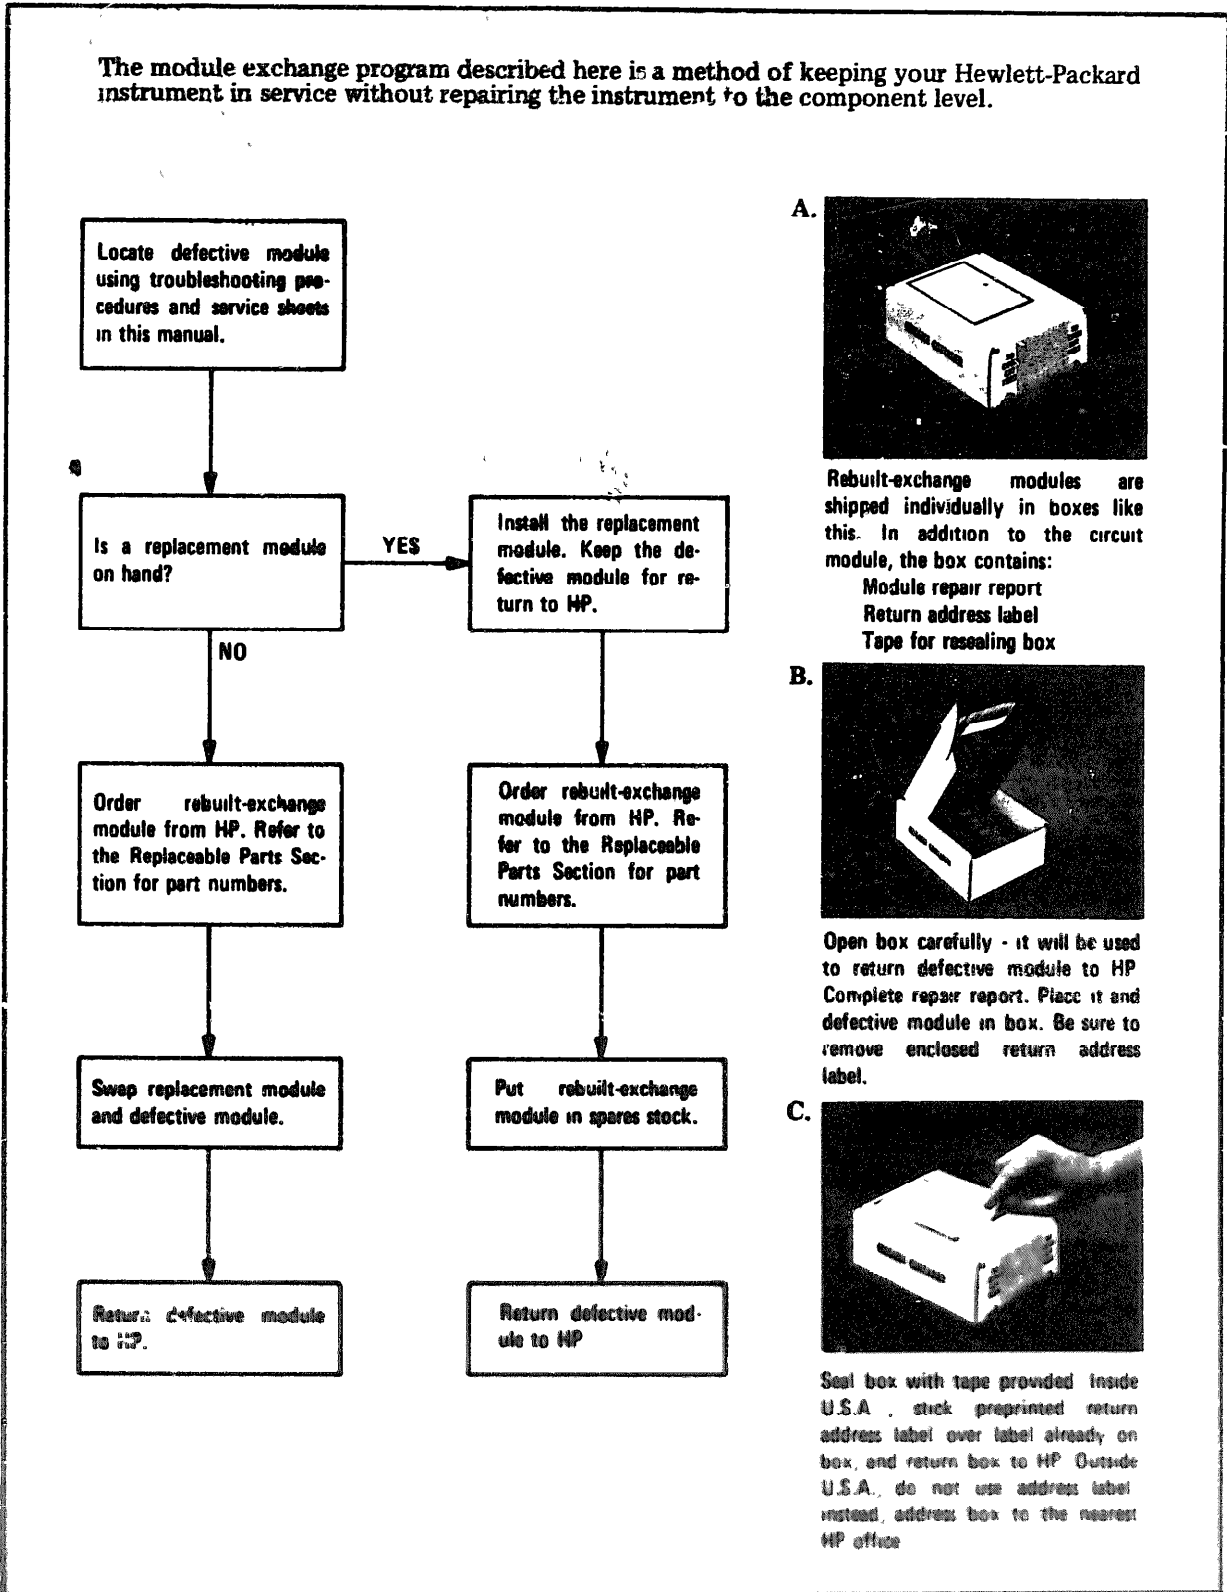 The module exchange program described here is a method of keeping your Hewlett-Packard
instrument in service without repairing the instrument to the component level.
Locate defective module
using troubleshooting pro-
cedures and service sheets
in this manual.
Is a replacement module
on hand?
YES
NO
Install the replacement
module. Keep the de-
fective module for re-
turn to HP.
Order rebuilt-exchange
module from HP. Refer to
the Replaceable Parts Sec-
tion for part numbers.
Order rebuilt-exchange
module from HP. Re-
fer to the Replaceable
Parts Section for part
numbers.
Swap replacement module
and defective module.
Put rebuilt-exchange
module in spares stock.
Return defective module
to HP.
Return defective mod-
ule to HP
A.
Rebuilt-exchange modules are
shipped individually in boxes like
this. In addition to the circuit
module, the box contains:
Module repair report
Return address label
Tape for resealing box
B.
Open box carefully - it will be used
to return defective module to HP
Complete repair report. Place it and
defective module in box. Be sure to
remove enclosed return address
label.
C.
Seal box with tape provided Inside
U.S.A , stick preprinted return
address label over label already on
box, and return box to HP Outside
U.S.A., do not use address label
instead, address box to the nearest
HP office